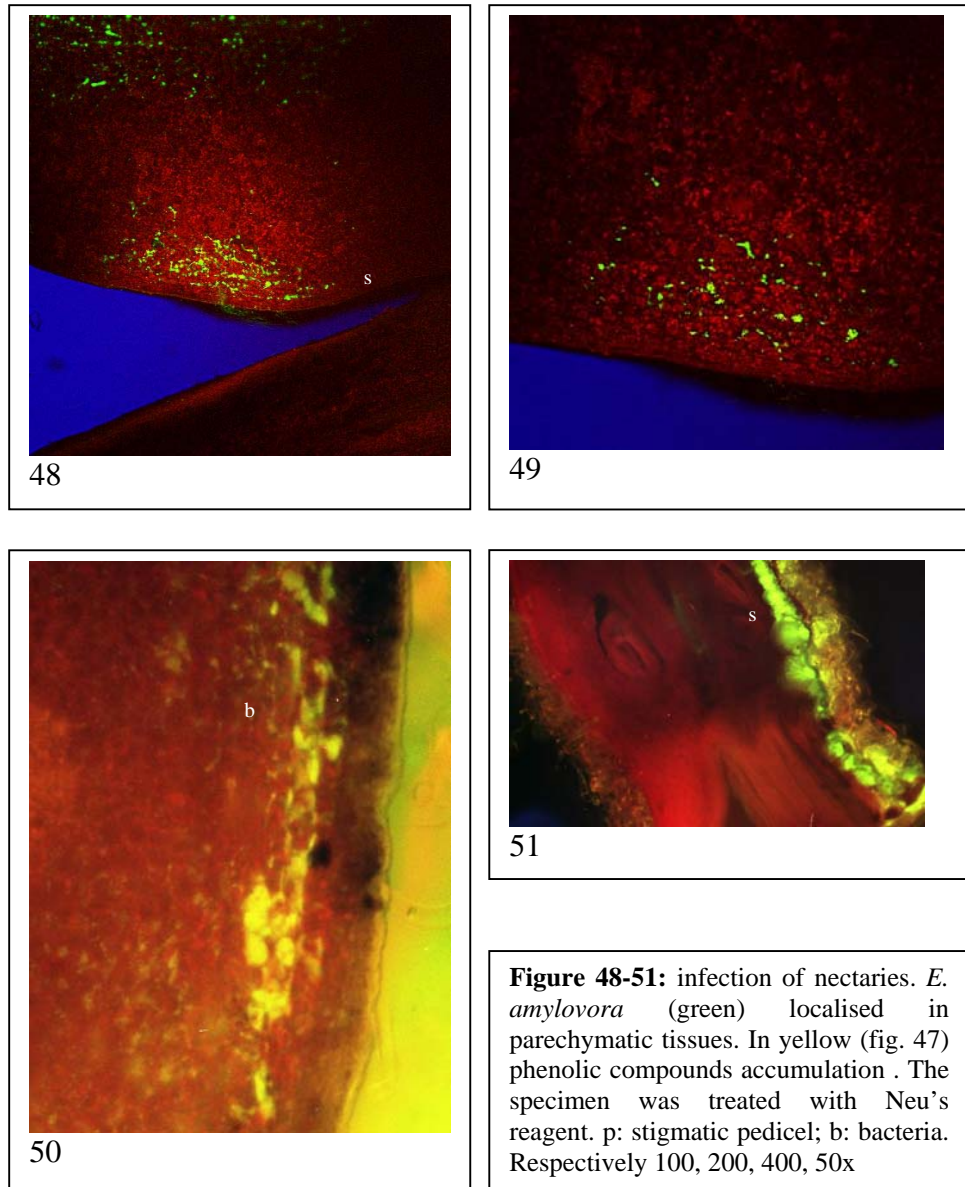 s
48
49
b
50
s
51
Figure 48-51: infection of nectaries. E.
amylovora (green) localised in
parechymatic tissues. In yellow (fig. 47)
phenolic compounds accumulation . The
specimen was treated with Neu's
reagent. p: stigmatic pedicel; b: bacteria.
Respectively 100, 200, 400, 50x